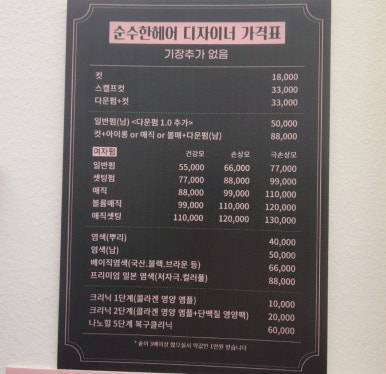 순수한헤어 디자이너 가격표
기장추가 없음
컷 18,000
스캘프컷 33,000
다운펌+컷 33,000
일반펌(남) <다운펌 1.0 추가> 50,000
컷+아이롱 or 매직 or 볼매+다운펌(남) 88,000
여자펌 건강모 손상모 극손상모
일반펌 55,000 66,000 77,000
셋팅펌 77,000 88,000 99,000
매직 88,000 99,000 110,000
볼륨매직 99,000 110,000 120,000
매직셋팅 110,000 120,000 130,000
염색(뿌리) 40,000
염색(남) 50,000
베이직염색(국산.블랙.브라운 등) 66,000
프리미엄 일본 염색(저자극.컬러풀) 88,000
크리닉 1단계(콜라겐 영양 앰플) 10,000
크리닉 2단계(콜라겐 영양 앰플+단백질 영양팩) 20,000
나노힐 5단계 복구클리닉 60,000